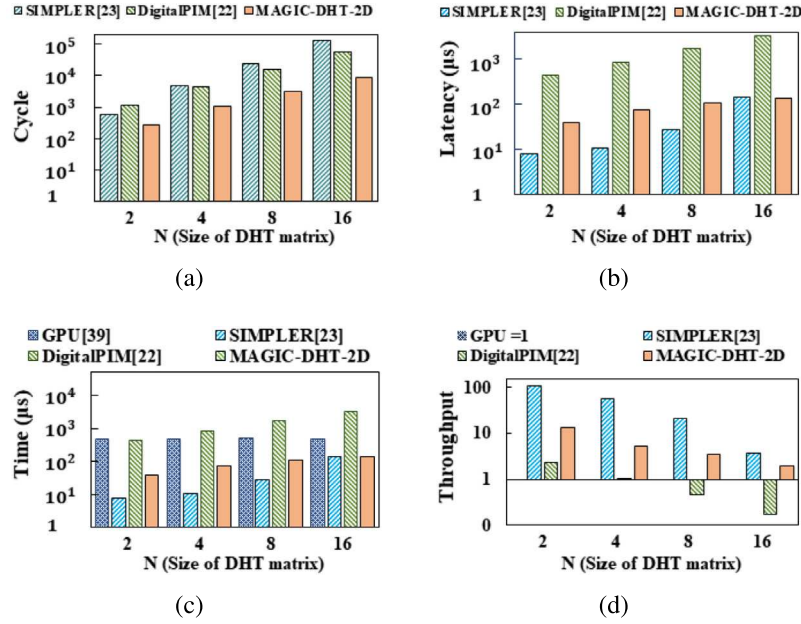 SIMPLER[23] DigitalPIM[22] MAGIC-DHT-2D
Cycle
10⁵
10⁴
10³
10²
10¹
1
2 4 8 16
N (Size of DHT matrix)
(a)
SIMPLER[23] DigitalPIM[22] MAGIC-DHT-2D
Latency (µs)
10³
10²
10¹
1
2 4 8 16
N (Size of DHT matrix)
(b)
GPU[39] SIMPLER[23]
DigitalPIM[22] MAGIC-DHT-2D
Time (µs)
10⁴
10³
10²
10¹
1
2 4 8 16
N (Size of DHT matrix)
(c)
GPU =1 SIMPLER[23]
DigitalPIM[22] MAGIC-DHT-2D
Throughput
100
10
1
0
2 4 8 16
N (Size of DHT matrix)
(d)